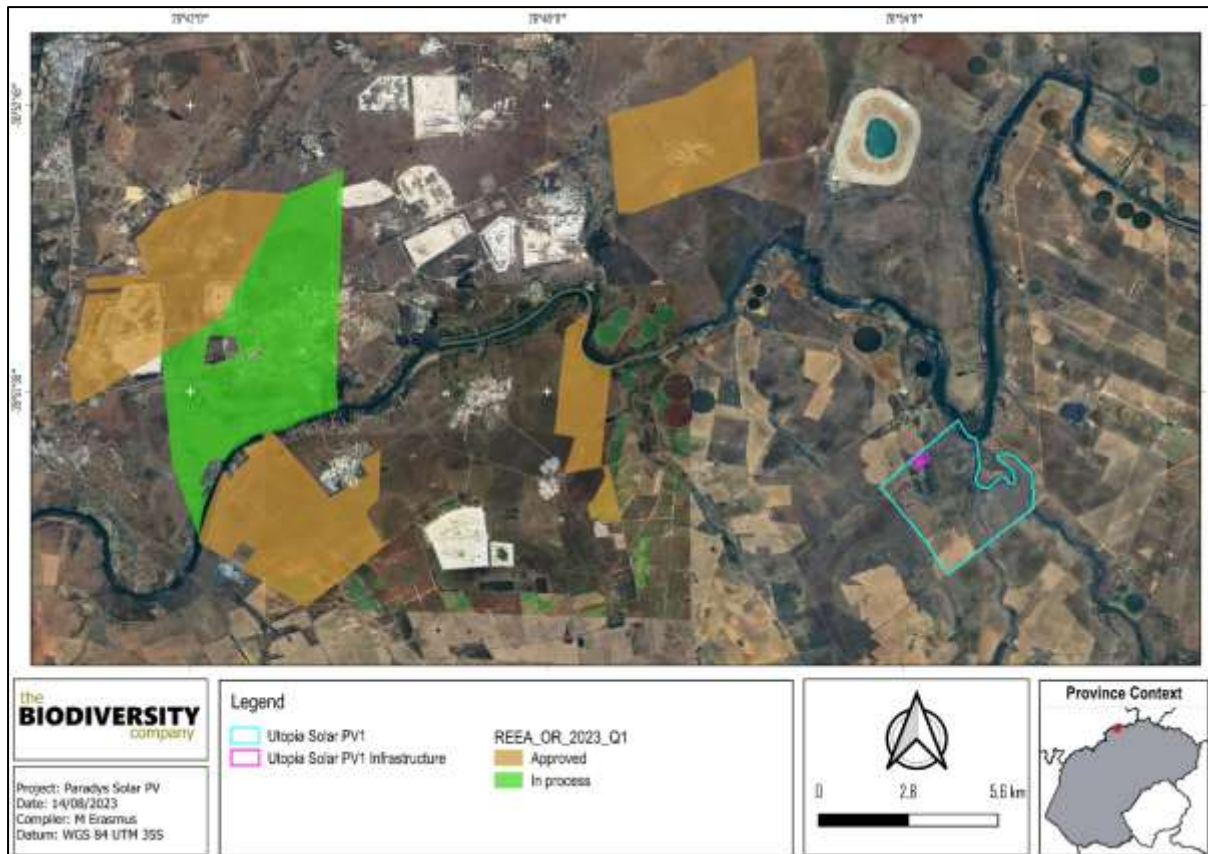 the
BIODIVERSITY
company
Project: Paradys Solar PV
Date: 14/08/2023
Compiler: M Erasmus
Datum: WGS 84 UTM 35S
Legend
Utopia Solar PV1
Utopia Solar PV1 Infrastructure
REEA_OR_2023_Q1
Approved
In process
0 2.8 5.6 km
Province Context